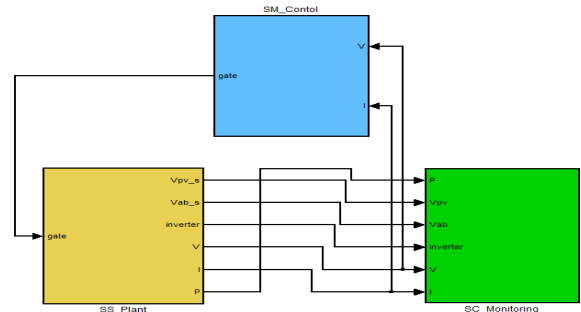 SM_Contol
V
gate
I
Vpv_s
P
Vab_s
Vpv
inverter
Vab
gate
V
inverter
I
V
P
I
SS_Plant
SC_Monitoring